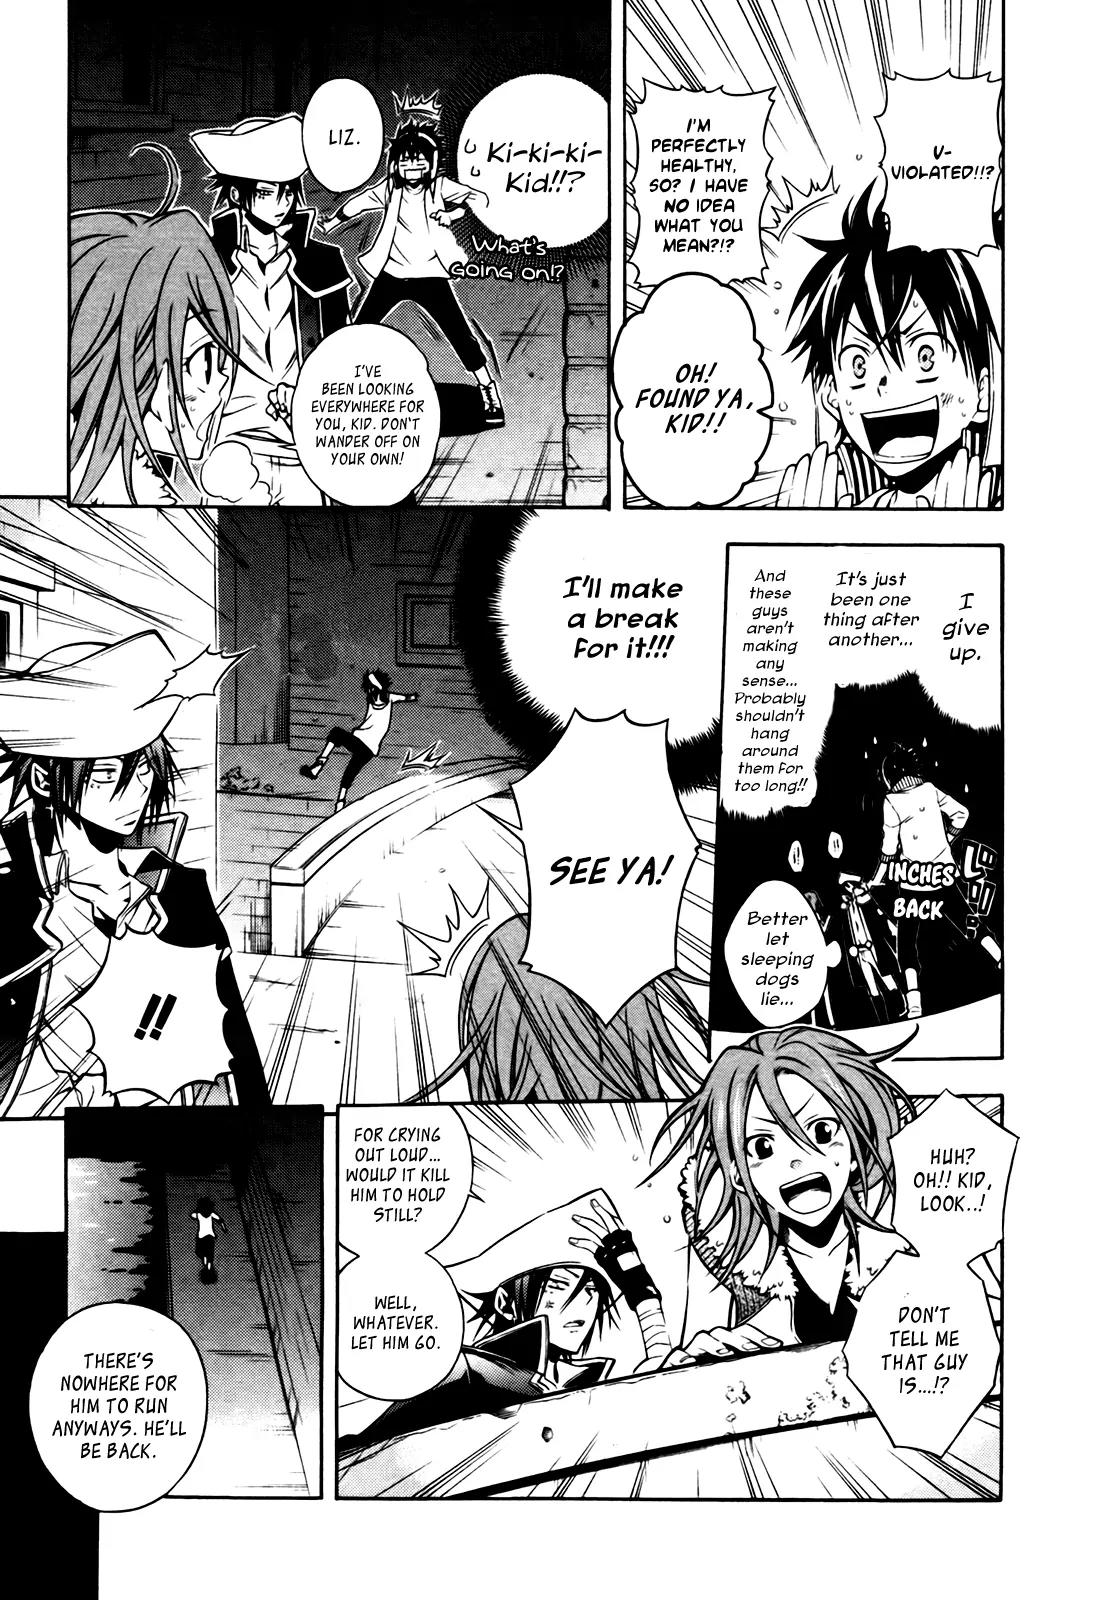 V-
VIOLATED!!?
I'M
PERFECTLY
HEALTHY,
SO? I HAVE
NO IDEA
WHAT YOU
MEAN?!?
OH!
FOUND YA,
KID!!
Ki-ki-ki-
Kid!!?
What's
going on!?
LIZ.
I'VE
BEEN LOOKING
EVERYWHERE FOR
YOU, KID. DON'T
WANDER OFF ON
YOUR OWN!
I
give
up.
It's just
been one
thing after
another...
And
these
guys
aren't
making
any
sense...
Probably
shouldn't
hang
around
them for
too long!!
INCHES
BACK
Better
let
sleeping
dogs
lie...
I'll make
a break
for it!!!
SEE YA!
!!
HUH?
OH!! KID,
LOOK..!
DON'T
TELL ME
THAT GUY
IS...!?
FOR CRYING
OUT LOUD...
WOULD IT KILL
HIM TO HOLD
STILL?
WELL,
WHATEVER.
LET HIM GO.
THERE'S
NOWHERE FOR
HIM TO RUN
ANYWAYS. HE'LL
BE BACK.